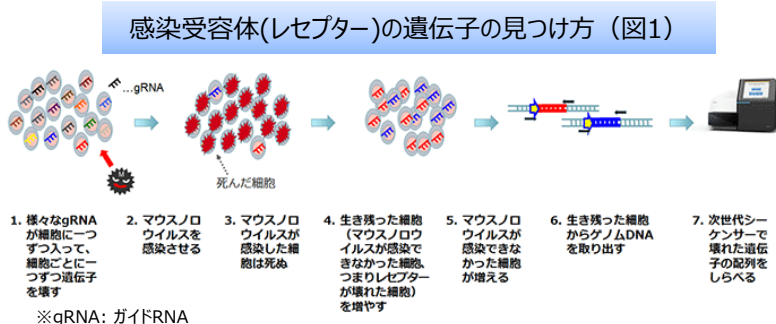 感染受容体(レセプター)の遺伝子の見つけ方（図1）
…gRNA
死んだ細胞
1. 様々なgRNA
が細胞に一つ
ずつ入って、
細胞ごとに一
つずつ遺伝子
を壊す
2. マウスノロ
ウイルスを
感染させる
3. マウスノロ
ウイルスが
感染した細
胞は死ぬ
4. 生き残った細胞
（マウスノロウ
イルスが感染で
きなかった細胞、
つまりレセプター
が壊れた細胞）
を増やす
5. マウスノロ
ウイルスが
感染できな
かった細胞
が増える
6. 生き残った細胞
からゲノムDNA
を取り出す
7. 次世代シー
ケンサーで
壊れた遺伝
子の配列を
しらべる
※gRNA: ガイドRNA